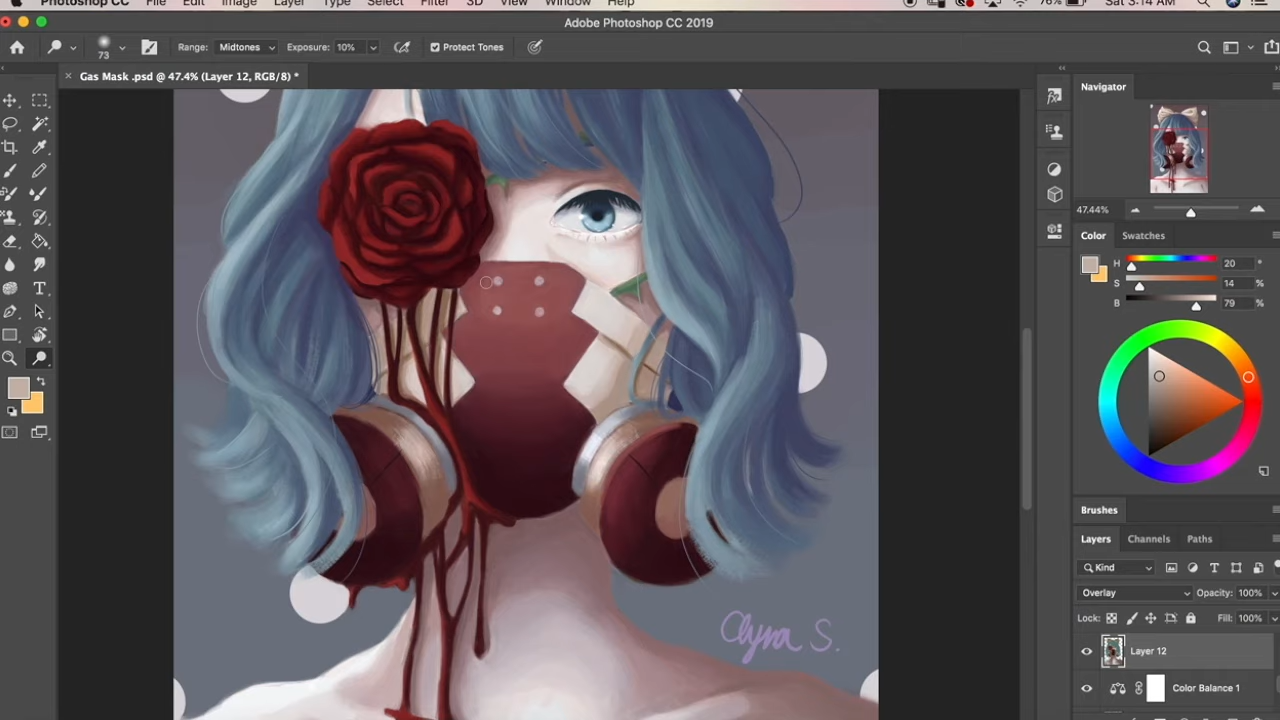 Photoshop CC File Edit Image Layer Type Select Filter 3D View Window Help 76% Sat 3:14 AM
Adobe Photoshop CC 2019
73 Range: Midtones Exposure: 10% Protect Tones
× Gas Mask .psd @ 47.4% (Layer 12, RGB/8) *
Navigator
47.44%
Color Swatches
H 20 °
S 14 %
B 79 %
Brushes
Layers Channels Paths
Kind
Overlay Opacity: 100%
Lock: Fill: 100%
Layer 12
Color Balance 1
Clyra S.